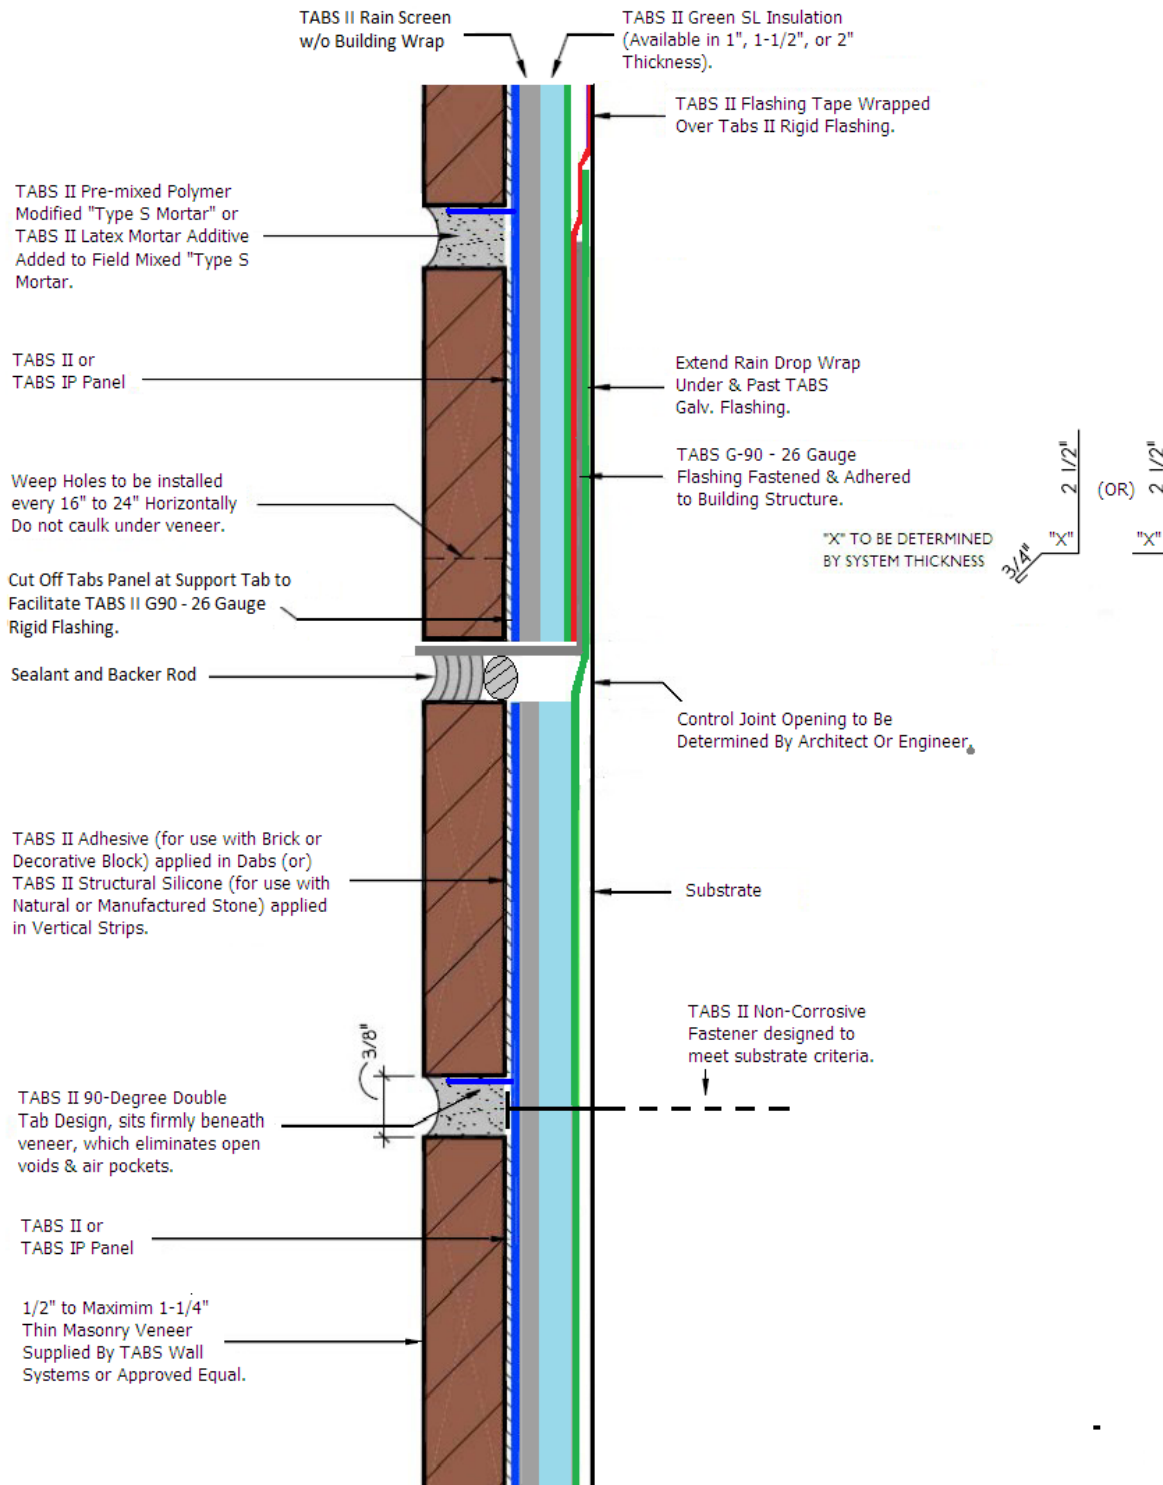 TABS II Rain Screen
w/o Building Wrap
TABS II Green SL Insulation
(Available in 1", 1-1/2", or 2"
Thickness).
TABS II Flashing Tape Wrapped
Over Tabs II Rigid Flashing.
TABS II Pre-mixed Polymer
Modified "Type S Mortar" or
TABS II Latex Mortar Additive
Added to Field Mixed "Type S
Mortar.
TABS II or
TABS IP Panel
Extend Rain Drop Wrap
Under & Past TABS
Galv. Flashing.
TABS G-90 - 26 Gauge
Flashing Fastened & Adhered
to Building Structure.
2 1/2"
(OR)
2 1/2"
"X"
"X"
3/4"
"X" TO BE DETERMINED
BY SYSTEM THICKNESS
Weep Holes to be installed
every 16" to 24" Horizontally
Do not caulk under veneer.
Cut Off Tabs Panel at Support Tab to
Facilitate TABS II G90 - 26 Gauge
Rigid Flashing.
Sealant and Backer Rod
Control Joint Opening to Be
Determined By Architect Or Engineer.
TABS II Adhesive (for use with Brick or
Decorative Block) applied in Dabs (or)
TABS II Structural Silicone (for use with
Natural or Manufactured Stone) applied
in Vertical Strips.
Substrate
TABS II Non-Corrosive
Fastener designed to
meet substrate criteria.
3/8"
TABS II 90-Degree Double
Tab Design, sits firmly beneath
veneer, which eliminates open
voids & air pockets.
TABS II or
TABS IP Panel
1/2" to Maximim 1-1/4"
Thin Masonry Veneer
Supplied By TABS Wall
Systems or Approved Equal.